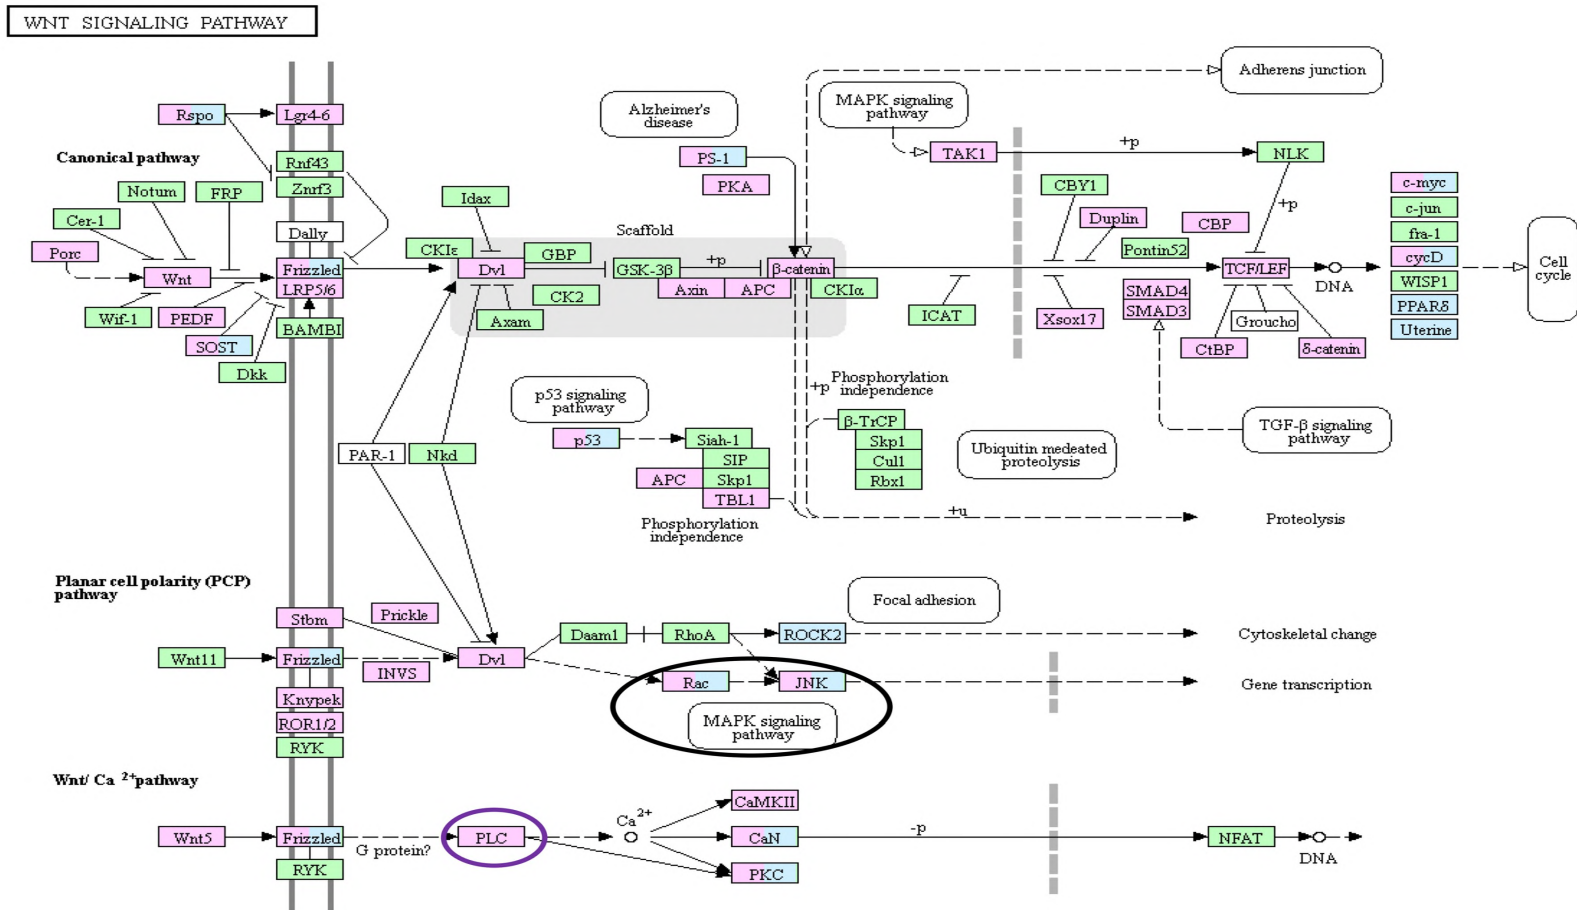 WNT SIGNALING PATHWAY
Adherens junction
Alzheimer's
disease
MAPK signaling
pathway
Rspo
Lgr4-6
+p
Canonical pathway
Rnf43
PS-1
TAK1
NLK
Notum
FRP
Znrf3
Idax
PKA
CBY1
c-myc
Cer-1
Duplin
CBP
+p
c-jun
Dally
Scaffold
Porc
CKIε
GBP
Pontin52
fra-1
Wnt
Frizzled
Dvl
GSK-3β
+p
β-catenin
TCF/LEF
DNA
cycD
Cell
cycle
LRP5/6
CK2
Axin
APC
CKIα
SMAD4
WISP1
Wif-1
PEDF
BAMBI
Axam
ICAT
Xsox17
SMAD3
Groucho
PPARδ
SOST
CtBP
δ-catenin
Uterine
Dkk
p53 signaling
pathway
+p
Phosphorylation
independence
β-TrCP
TGF-β signaling
pathway
p53
Siah-1
Skp1
Ubiquitin medeated
proteolysis
PAR-1
Nkd
SIP
Cul1
APC
Skp1
Rbx1
TBL1
+u
Proteolysis
Phosphorylation
independence
Planar cell polarity (PCP)
pathway
Focal adhesion
Stbm
Prickle
Daam1
RhoA
ROCK2
Cytoskeletal change
Wnt11
Frizzled
INVS
Dvl
Rac
JNK
Gene transcription
Knypek
ROR1/2
MAPK signaling
pathway
RYK
Wnt/ Ca 2+pathway
CaMKII
Ca2+
Wnt5
Frizzled
G protein?
PLC
CaN
-p
NFAT
DNA
RYK
PKC